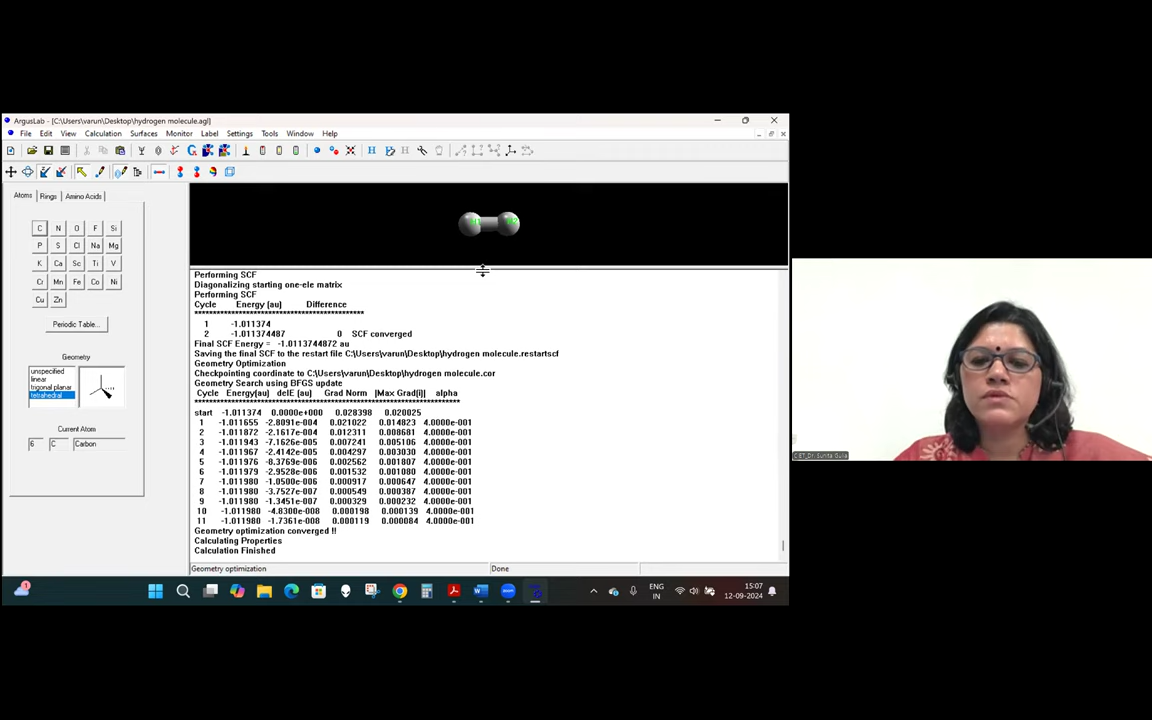 ArgusLab - [C:\Users\varun\Desktop\hydrogen molecule.agl]
File Edit View Calculation Surfaces Monitor Label Settings Tools Window Help
Atoms Rings Amino Acids
C N O F Si
P S Cl Na Mg
K Ca Sc Ti V
Cr Mn Fe Co Ni
Cu Zn
Periodic Table...
Geometry
unspecified
linear
trigonal planar
tetrahedral
Current Atom
6 C Carbon
Performing SCF
Diagonalizing starting one-ele matrix
Performing SCF
Cycle Energy (au) Difference
**********************************************
1 -1.011374
2 -1.011374487 0 SCF converged
Final SCF Energy = -1.0113744872 au
Saving the final SCF to the restart file C:\Users\varun\Desktop\hydrogen molecule.restartscf
Geometry Optimization
Checkpointing coordinate to C:\Users\varun\Desktop\hydrogen molecule.cor
Geometry Search using BFGS update
Cycle Energy(au) delE (au) Grad Norm |Max Grad[i]| alpha
start -1.011374 0.0000e+000 0.028398 0.020025
1 -1.011655 -2.8091e-004 0.021022 0.014823 4.0000e-001
2 -1.011872 -2.1617e-004 0.012311 0.008681 4.0000e-001
3 -1.011943 -7.1626e-005 0.007241 0.005106 4.0000e-001
4 -1.011967 -2.4142e-005 0.004297 0.003030 4.0000e-001
5 -1.011976 -8.3769e-006 0.002562 0.001807 4.0000e-001
6 -1.011979 -2.9528e-006 0.001532 0.001080 4.0000e-001
7 -1.011980 -1.0500e-006 0.000917 0.000647 4.0000e-001
8 -1.011980 -3.7527e-007 0.000549 0.000387 4.0000e-001
9 -1.011980 -1.3451e-007 0.000329 0.000232 4.0000e-001
10 -1.011980 -4.8300e-008 0.000198 0.000139 4.0000e-001
11 -1.011980 -1.7361e-008 0.000119 0.000084 4.0000e-001
Geometry optimization converged !!
Calculating Properties
Calculation Finished
Geometry optimization Done
ENG
IN
15:07
12-09-2024